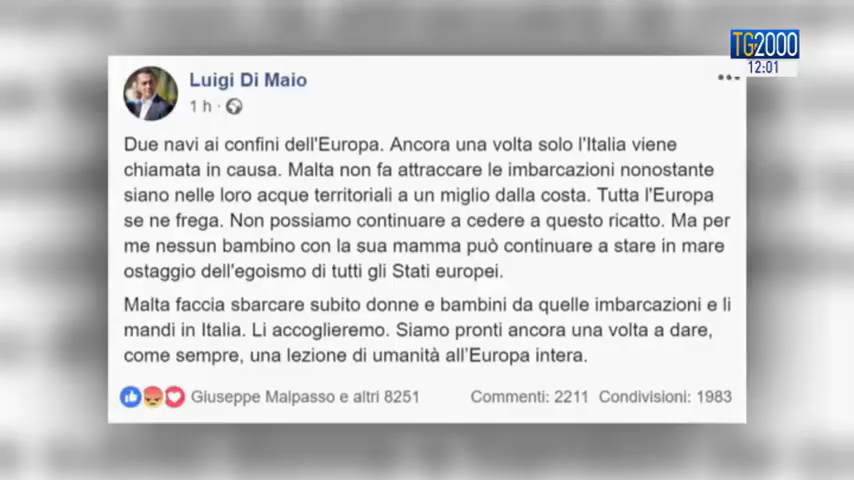 TG2000
12:01
Luigi Di Maio
1 h ·
Due navi ai confini dell'Europa. Ancora una volta solo l'Italia viene
chiamata in causa. Malta non fa attraccare le imbarcazioni nonostante
siano nelle loro acque territoriali a un miglio dalla costa. Tutta l'Europa
se ne frega. Non possiamo continuare a cedere a questo ricatto. Ma per
me nessun bambino con la sua mamma può continuare a stare in mare
ostaggio dell'egoismo di tutti gli Stati europei.
Malta faccia sbarcare subito donne e bambini da quelle imbarcazioni e li
mandi in Italia. Li accoglieremo. Siamo pronti ancora una volta a dare,
come sempre, una lezione di umanità all'Europa intera.
Giuseppe Malpasso e altri 8251 Commenti: 2211 Condivisioni: 1983